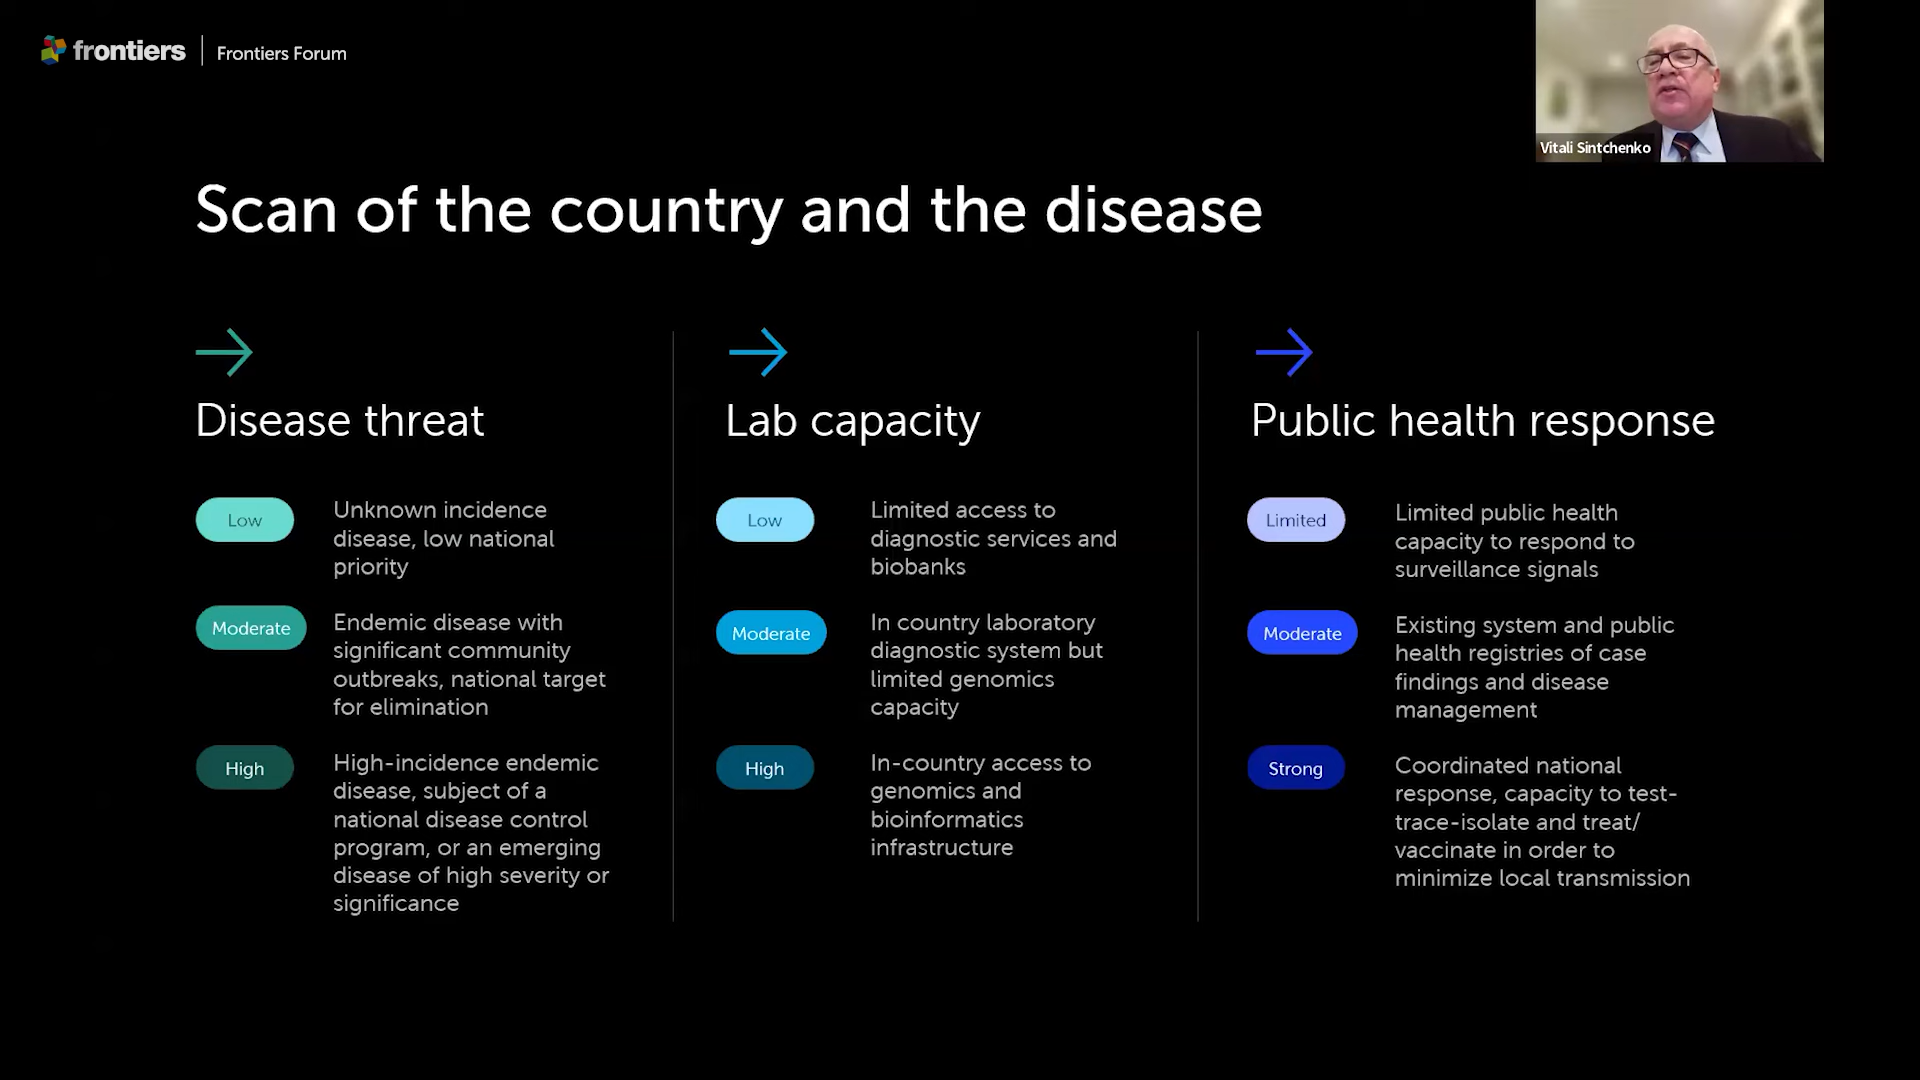 frontiers
Frontiers Forum
Vitali Sintchenko
Scan of the country and the disease
Disease threat
Low
Unknown incidence
disease, low national
priority
Moderate
Endemic disease with
significant community
outbreaks, national target
for elimination
High
High-incidence endemic
disease, subject of a
national disease control
program, or an emerging
disease of high severity or
significance
Lab capacity
Low
Limited access to
diagnostic services and
biobanks
Moderate
In country laboratory
diagnostic system but
limited genomics
capacity
High
In-country access to
genomics and
bioinformatics
infrastructure
Public health response
Limited
Limited public health
capacity to respond to
surveillance signals
Moderate
Existing system and public
health registries of case
findings and disease
management
Strong
Coordinated national
response, capacity to test-
trace-isolate and treat/
vaccinate in order to
minimize local transmission